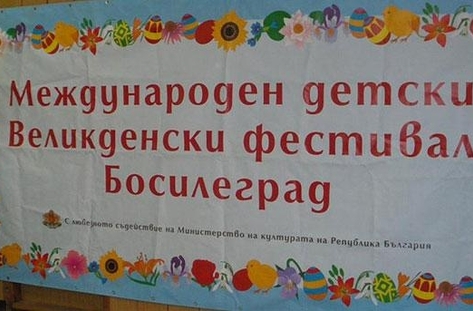 Международен детски
Великденски фестивал
Босилеград
С любезното съдействие на Министерство на културата на Република България